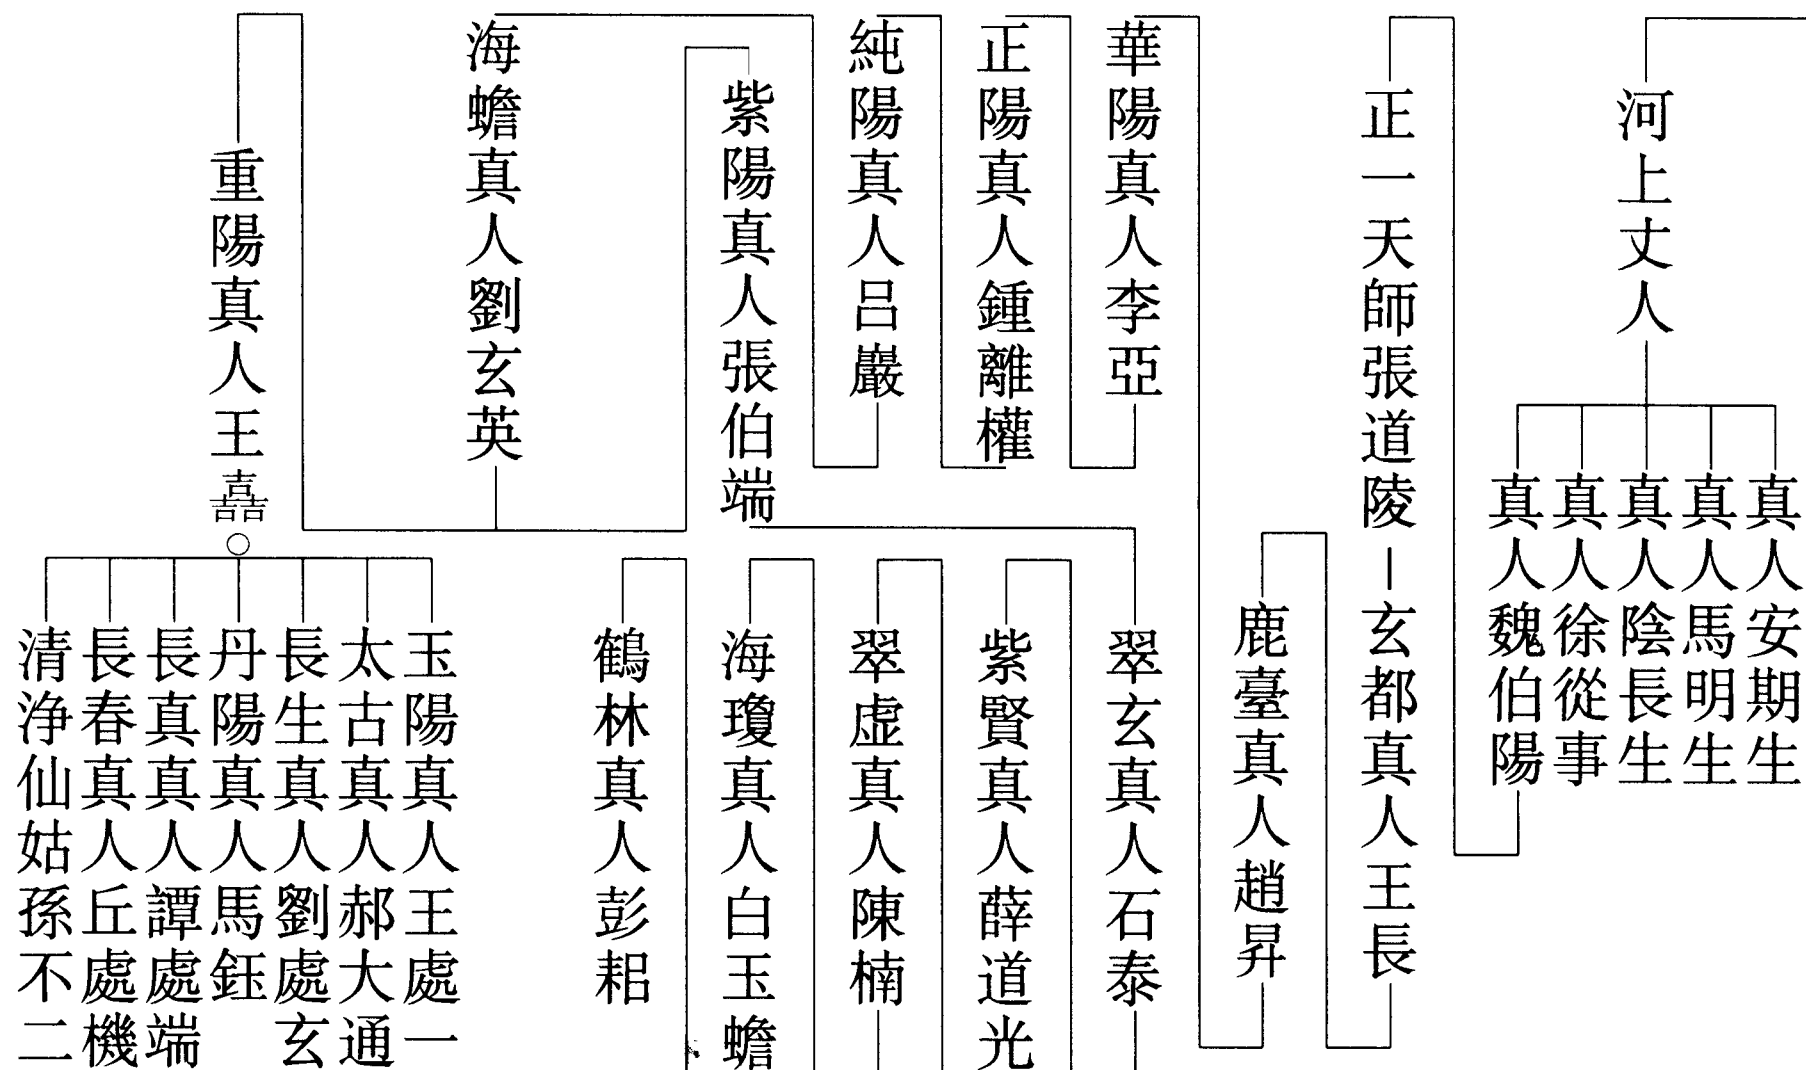 河上丈人
真人安期生
真人馬明生
真人陰長生
真人徐從事
真人魏伯陽
正一天師張道陵
玄都真人王長
鹿臺真人趙昇
華陽真人李亞
正陽真人鍾離權
純陽真人呂巖
海蟾真人劉玄英
紫陽真人張伯端
翠玄真人石泰
紫賢真人薛道光
翠虛真人陳楠
海瓊真人白玉蟾
鶴林真人彭耜
重陽真人王嚞
玉陽真人王處一
太古真人郝大通
長生真人劉處玄
丹陽真人馬鈺
長真真人譚處端
長春真人丘處機
清淨仙姑孫不二